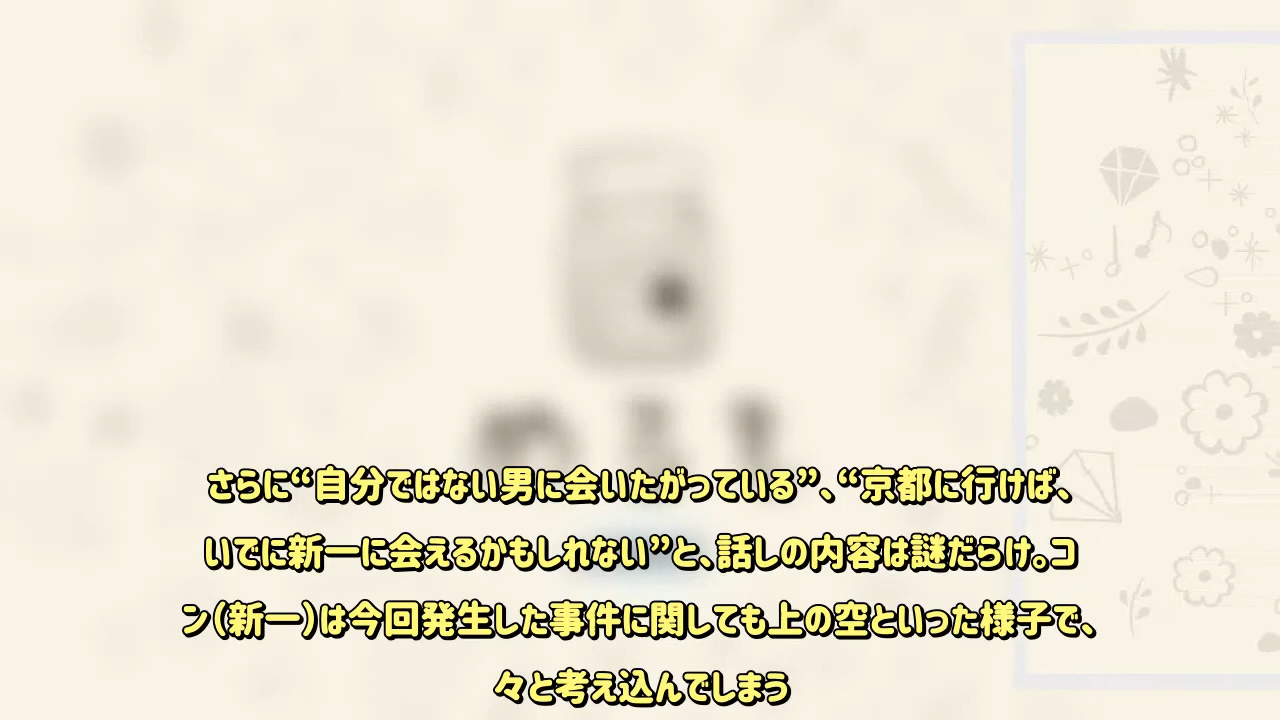 さらに“自分ではない男に会いたがっている”、“京都に行けば、
いでに新一に会えるかもしれない”と、話しの内容は謎だらけ。コ
ン（新一）は今回発生した事件に関しても上の空といった様子で、
々と考え込んでしまう